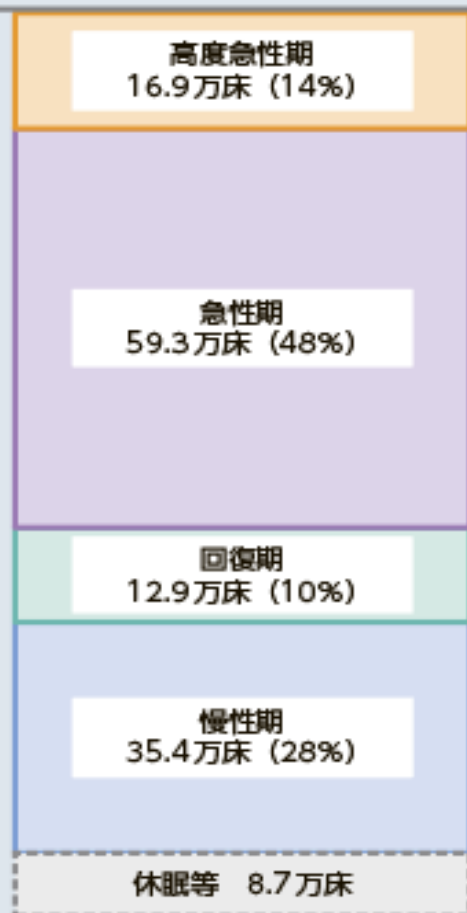 高度急性期
16.9万床（14%）
急性期
59.3万床（48%）
回復期
12.9万床（10%）
慢性期
35.4万床（28%）
休眠等　8.7万床